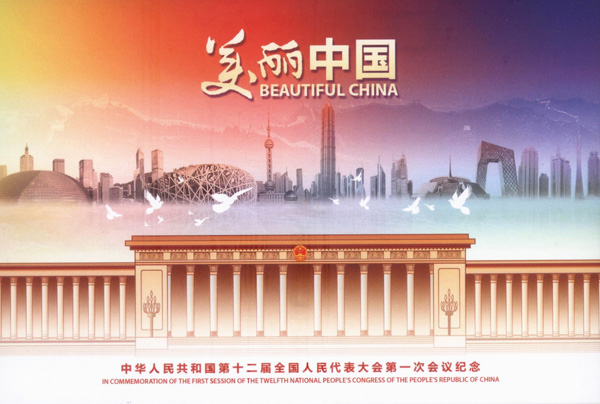 美丽中国
BEAUTIFUL CHINA
中华人民共和国第十二届全国人民代表大会第一次会议纪念
IN COMMEMORATION OF THE FIRST SESSION OF THE TWELFTH NATIONAL PEOPLE'S CONGRESS OF THE PEOPLE'S REPUBLIC OF CHINA